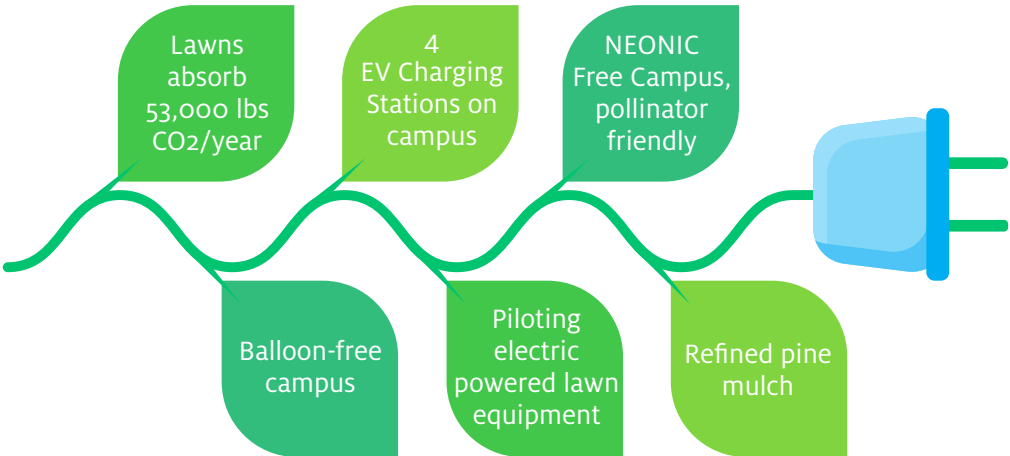 Lawns
absorb
53,000 lbs
CO2/year
4
EV Charging
Stations on
campus
NEONIC
Free Campus,
pollinator
friendly
Balloon-free
campus
Piloting
electric
powered lawn
equipment
Refined pine
mulch